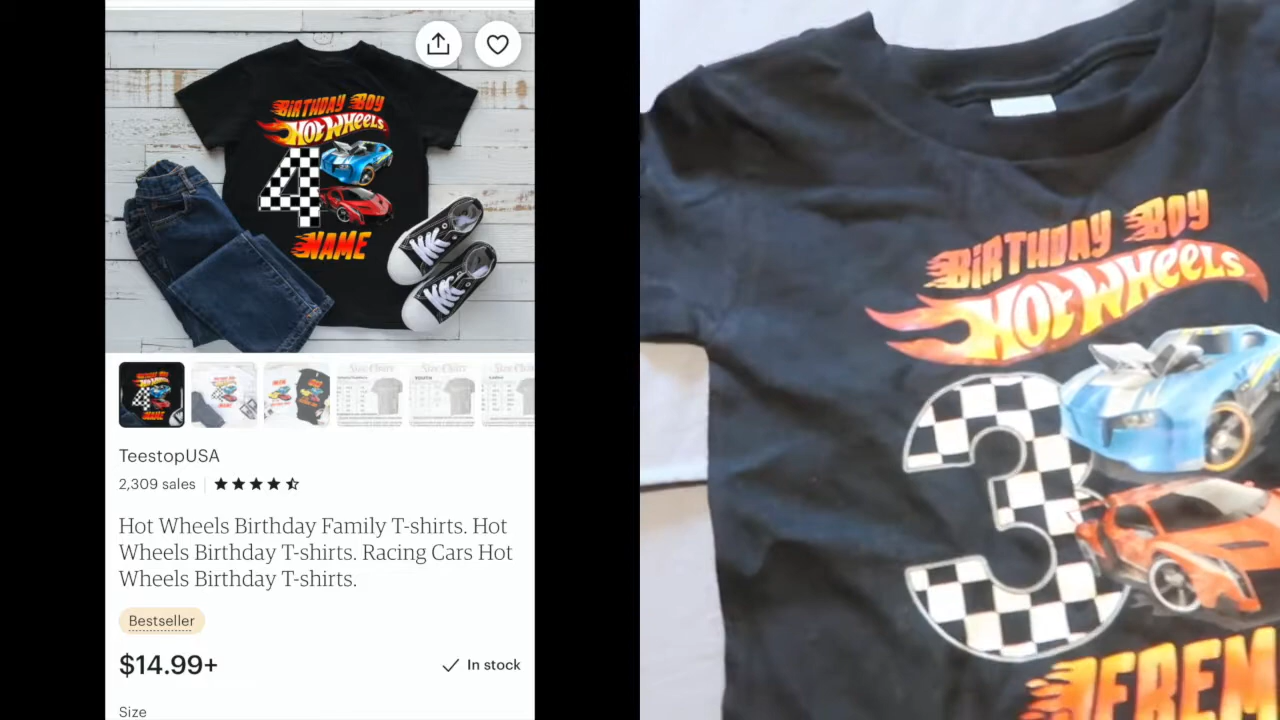 BiRTHDAY BOY
HOT WHEELS
4
NAME
TeestopUSA
2,309 sales
Hot Wheels Birthday Family T-shirts. Hot
Wheels Birthday T-shirts. Racing Cars Hot
Wheels Birthday T-shirts.
Bestseller
$14.99+
In stock
Size
BiRTHDAY BOY
HOT WHEELS
3
JEREM